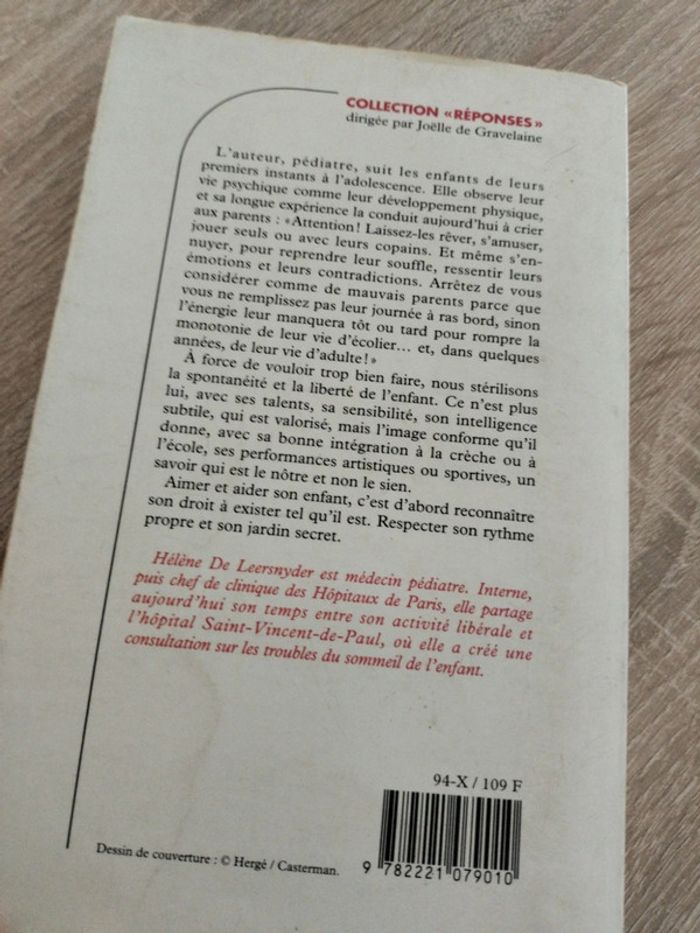 COLLECTION «RÉPONSES»
dirigée par Joëlle de Gravelaine
L'auteur, pédiatre, suit les enfants de leurs
premiers instants à l'adolescence. Elle observe leur
vie psychique comme leur développement physique,
et sa longue expérience la conduit aujourd'hui à crier
aux parents : «Attention! Laissez-les rêver, s'amuser,
jouer seuls ou avec leurs copains. Et même s'en-
nuyer, pour reprendre leur souffle, ressentir leurs
émotions et leurs contradictions. Arrêtez de vous
considérer comme de mauvais parents parce que
vous ne remplissez pas leur journée à ras bord, sinon
l'énergie leur manquera tôt ou tard pour rompre la
monotonie de leur vie d'écolier... et, dans quelques
années, de leur vie d'adulte!»
À force de vouloir trop bien faire, nous stérilisons
la spontanéité et la liberté de l'enfant. Ce n'est plus
lui, avec ses talents, sa sensibilité, son intelligence
subtile, qui est valorisé, mais l'image conforme qu'il
donne, avec sa bonne intégration à la crèche ou à
l'école, ses performances artistiques ou sportives, un
savoir qui est le nôtre et non le sien.
Aimer et aider son enfant, c'est d'abord reconnaître
son droit à exister tel qu'il est. Respecter son rythme
propre et son jardin secret.
Hélène De Leersnyder est médecin pédiatre. Interne,
puis chef de clinique des Hôpitaux de Paris, elle partage
aujourd'hui son temps entre son activité libérale et
l'hôpital Saint-Vincent-de-Paul, où elle a créé une
consultation sur les troubles du sommeil de l'enfant.
94-X / 109 F
Dessin de couverture : © Hergé / Casterman.
9 782221 079010